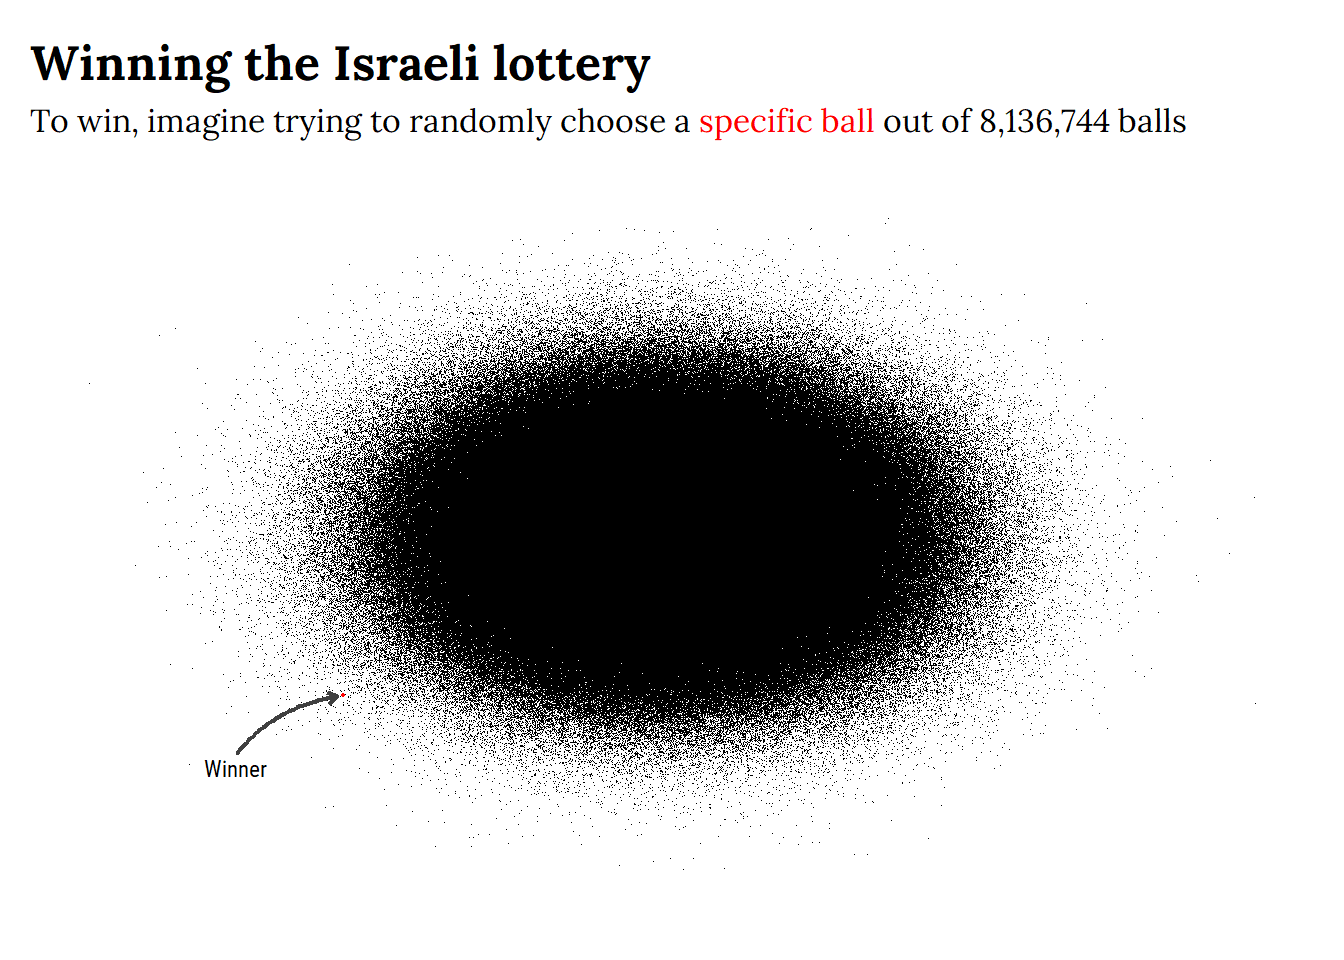 Winning the Israeli lottery
To win, imagine trying to randomly choose a specific ball out of 8,136,744 balls
Winner